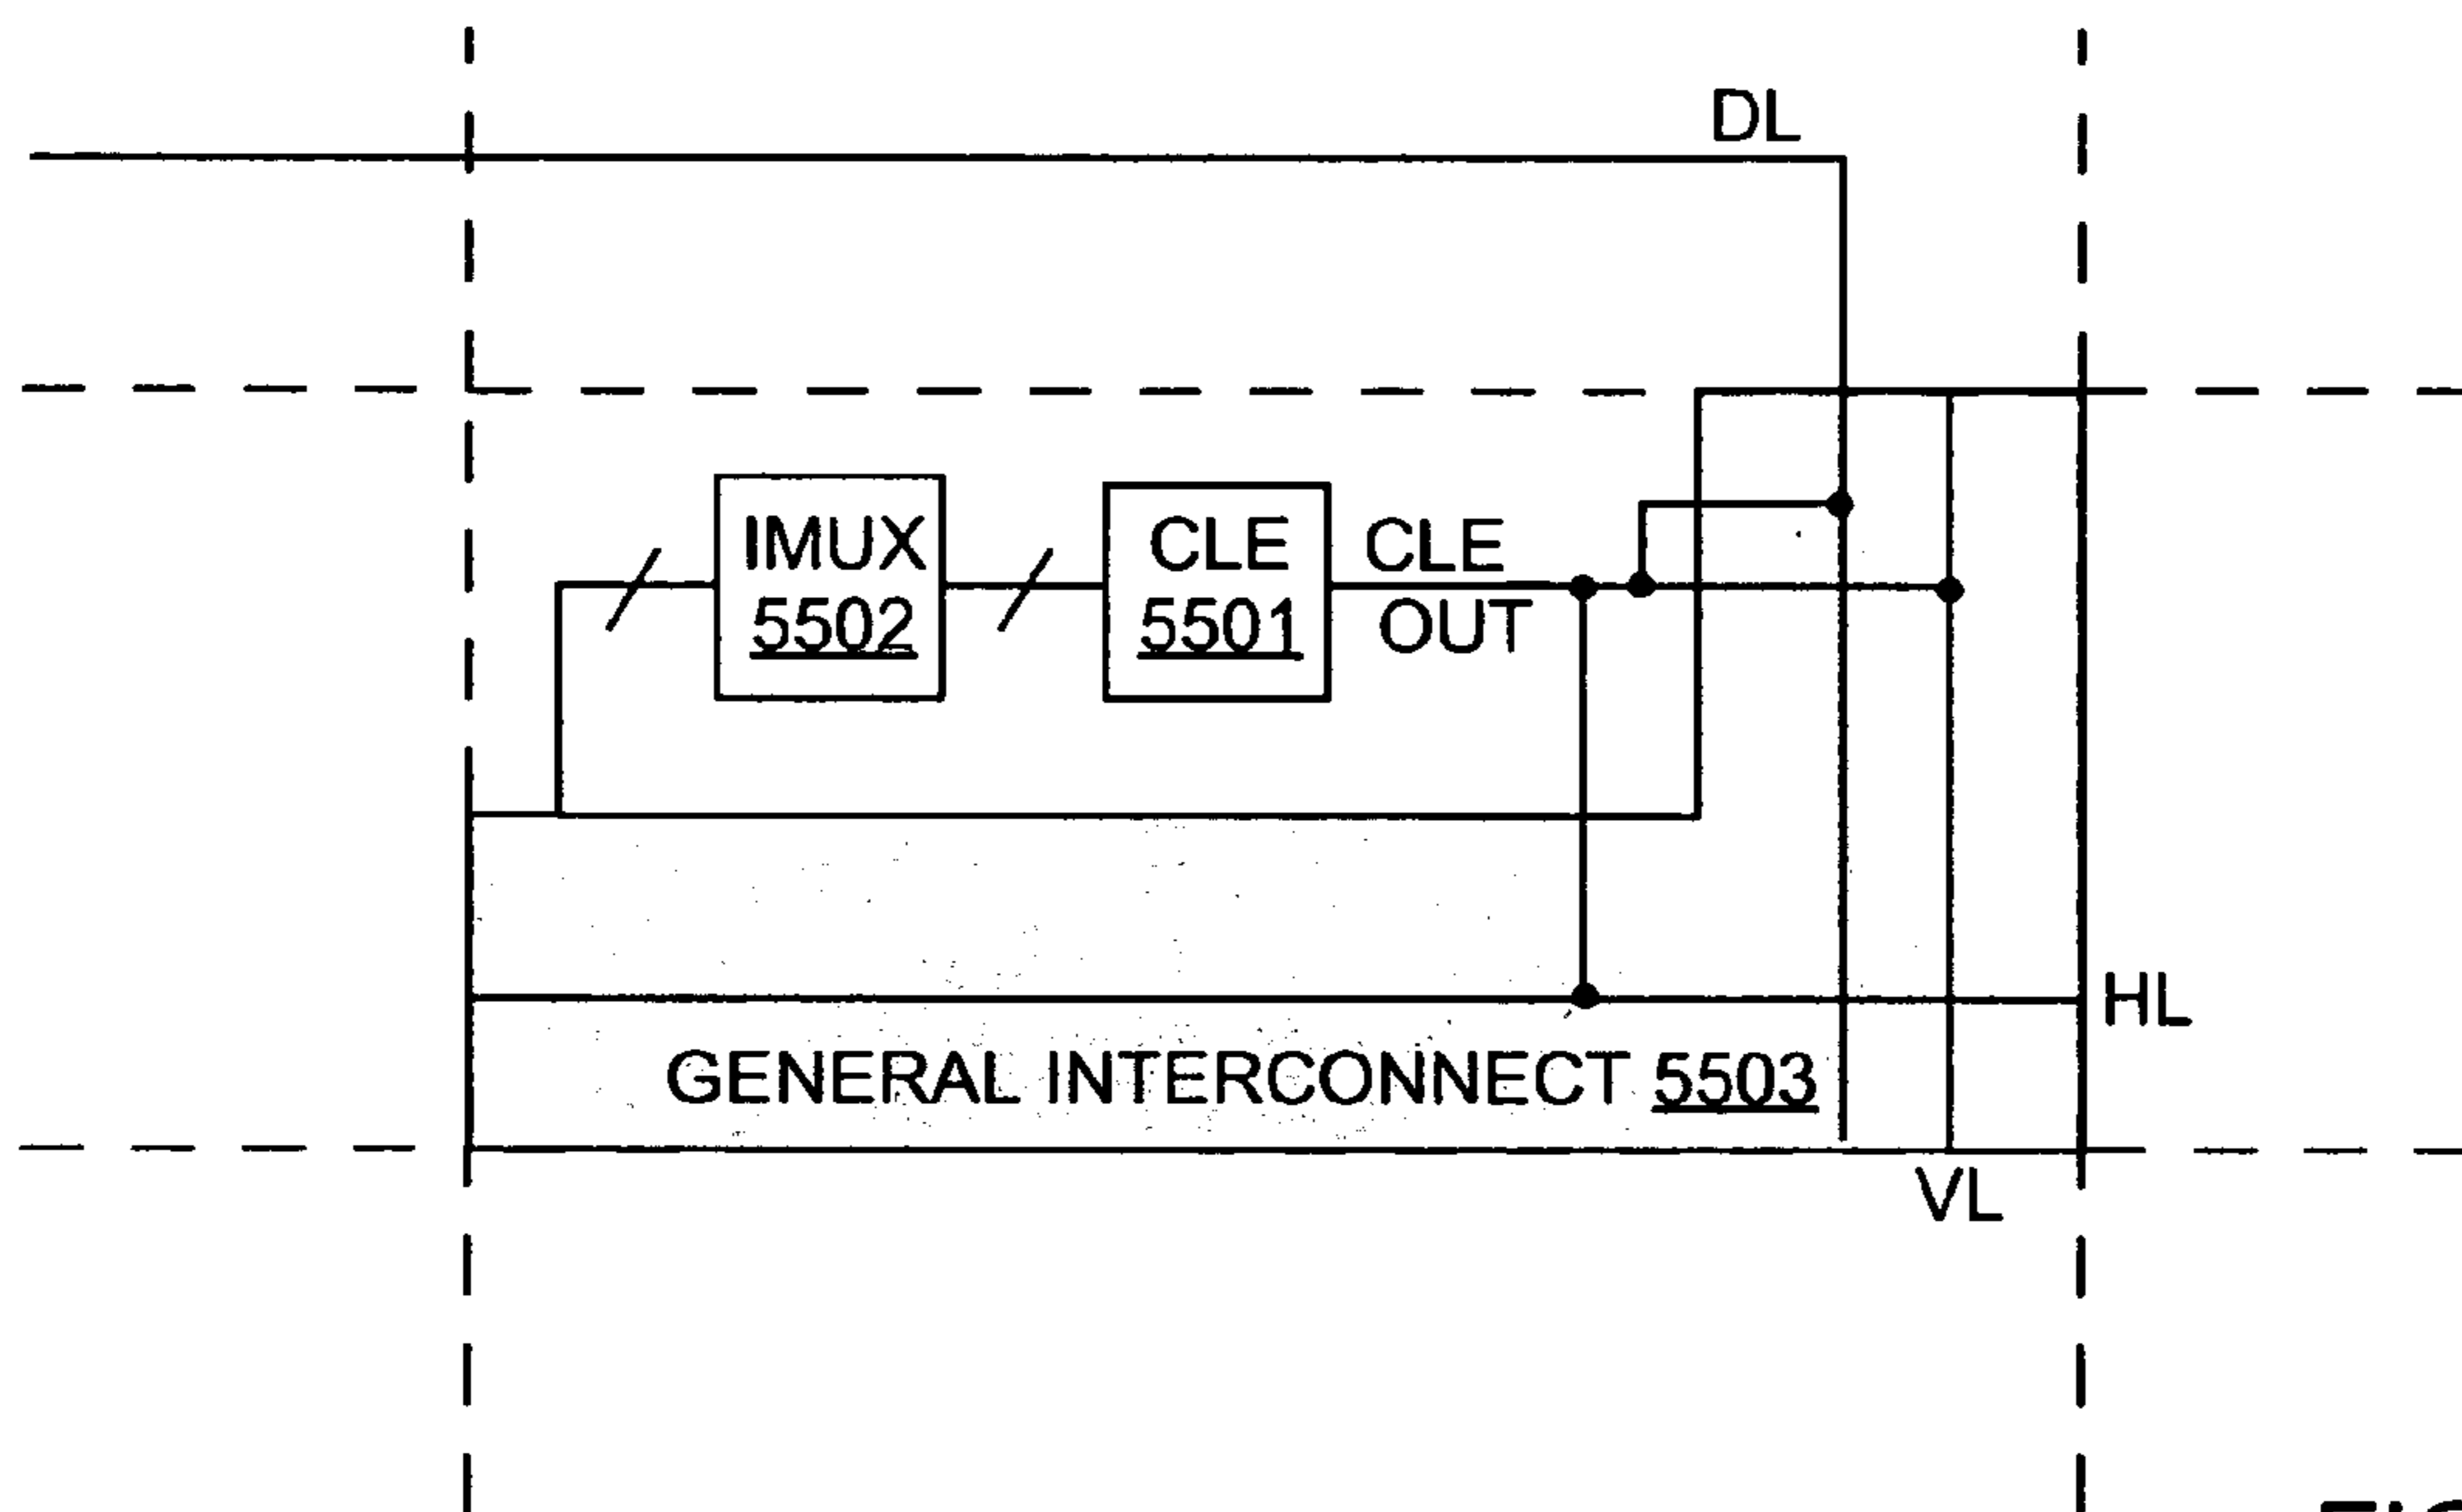 DL
IMUX
5502
CLE
5501
CLE
OUT
HL
GENERAL INTERCONNECT 5503
VL